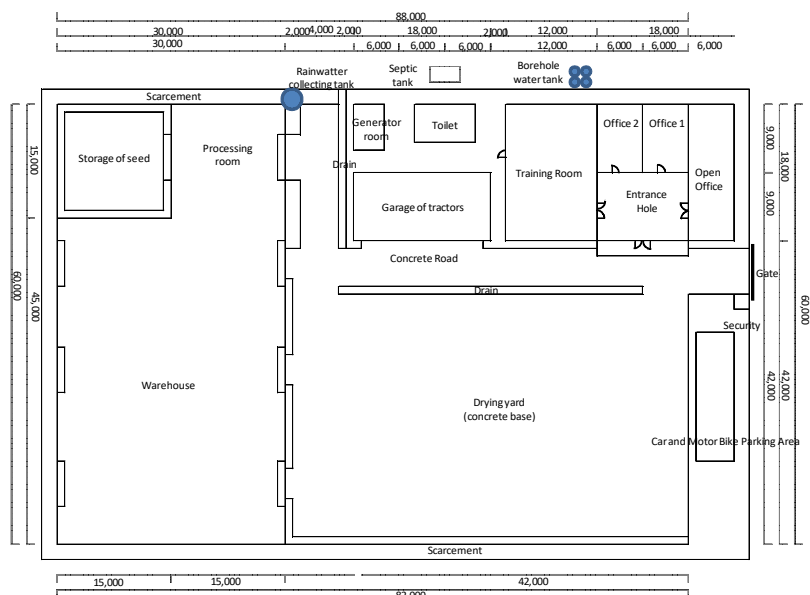 88,000
30,000
2,000
4,000
2,000
18,000
2,000
12,000
12,000
18,000
30,000
6,000
6,000
6,000
12,000
6,000
6,000
6,000
Rainwatter
collecting tank
Septic
tank
Borehole
water tank
Scarcement
Storage of seed
Processing
room
Generator
room
Toilet
Drain
Garage of tractors
Training Room
Office 2
Office 1
Open
Office
Entrance
Hole
Concrete Road
Drain
Gate
Security
Warehouse
Drying yard
(concrete base)
Car and Motor Bike Parking Area
Scarcement
15,000
45,000
60,000
9,000
9,000
18,000
42,000
42,000
60,000
15,000
15,000
42,000